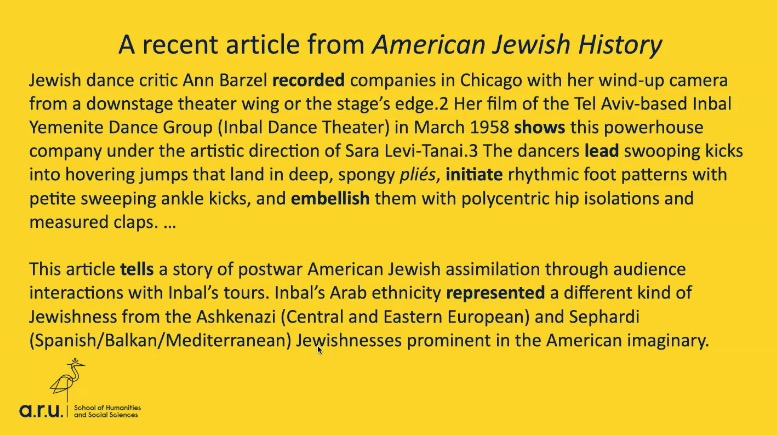 A recent article from American Jewish History
Jewish dance critic Ann Barzel recorded companies in Chicago with her wind-up camera
from a downstage theater wing or the stage's edge.2 Her film of the Tel Aviv-based Inbal
Yemenite Dance Group (Inbal Dance Theater) in March 1958 shows this powerhouse
company under the artistic direction of Sara Levi-Tanai.3 The dancers lead swooping kicks
into hovering jumps that land in deep, spongy pliés, initiate rhythmic foot patterns with
petite sweeping ankle kicks, and embellish them with polycentric hip isolations and
measured claps. ...
This article tells a story of postwar American Jewish assimilation through audience
interactions with Inbal's tours. Inbal's Arab ethnicity represented a different kind of
Jewishness from the Ashkenazi (Central and Eastern European) and Sephardi
(Spanish/Balkan/Mediterranean) Jewishnesses prominent in the American imaginary.
a.r.u. School of Humanities
and Social Sciences